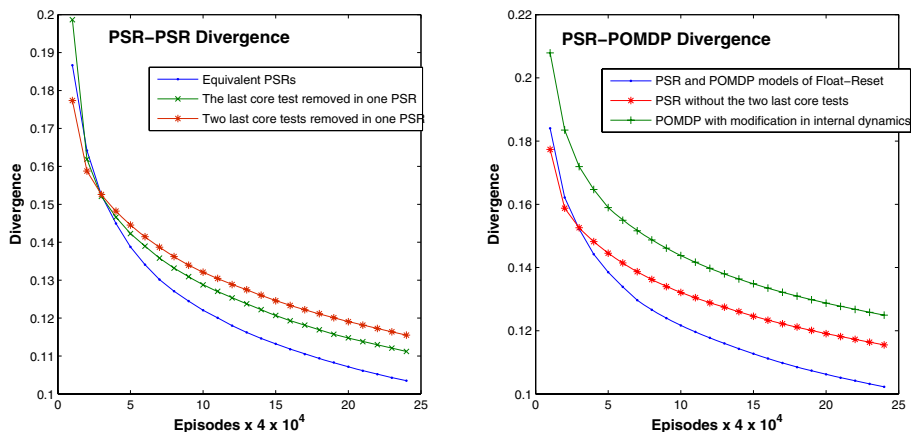 PSR−PSR Divergence
Equivalent PSRs
The last core test removed in one PSR
Two last core tests removed in one PSR
Divergence
0.2
0.19
0.18
0.17
0.16
0.15
0.14
0.13
0.12
0.11
0.1
0
5
10
15
20
25
Episodes x 4 x 10^4
PSR−POMDP Divergence
PSR and POMDP models of Float−Reset
PSR without the two last core tests
POMDP with modification in internal dynamics
Divergence
0.22
0.2
0.18
0.16
0.14
0.12
0.1
0
5
10
15
20
25
Episodes x 4 x 10^4